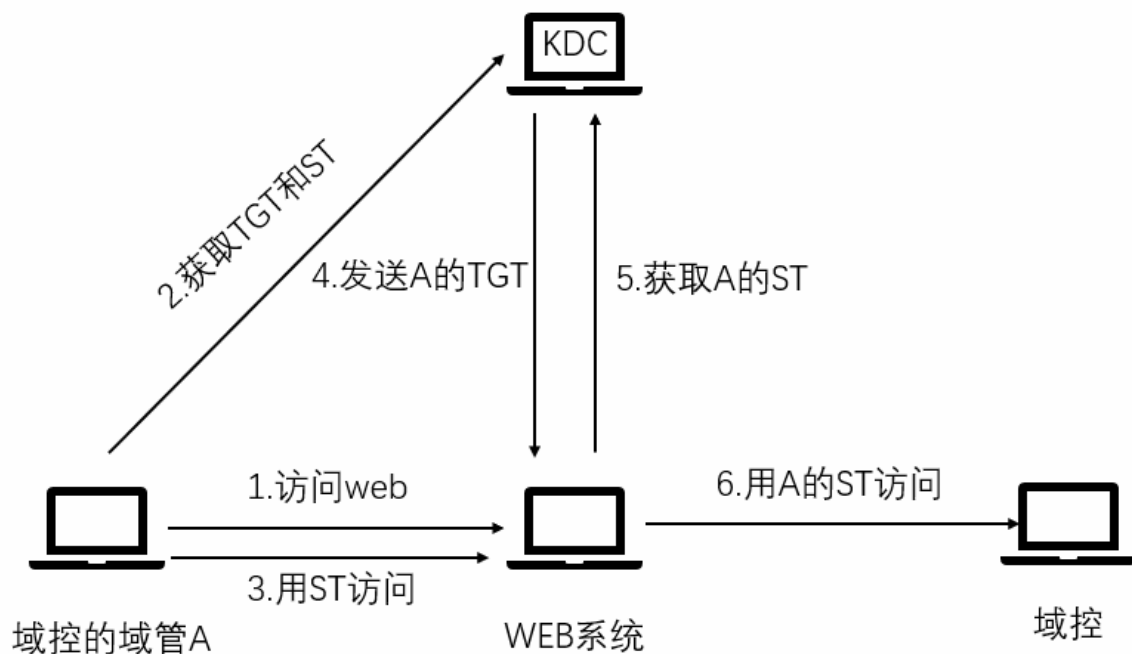 KDC
2.获取TGT和ST
4.发送A的TGT
5.获取A的ST
1.访问web
6.用A的ST访问
3.用ST访问
域控的域管A
WEB系统
域控